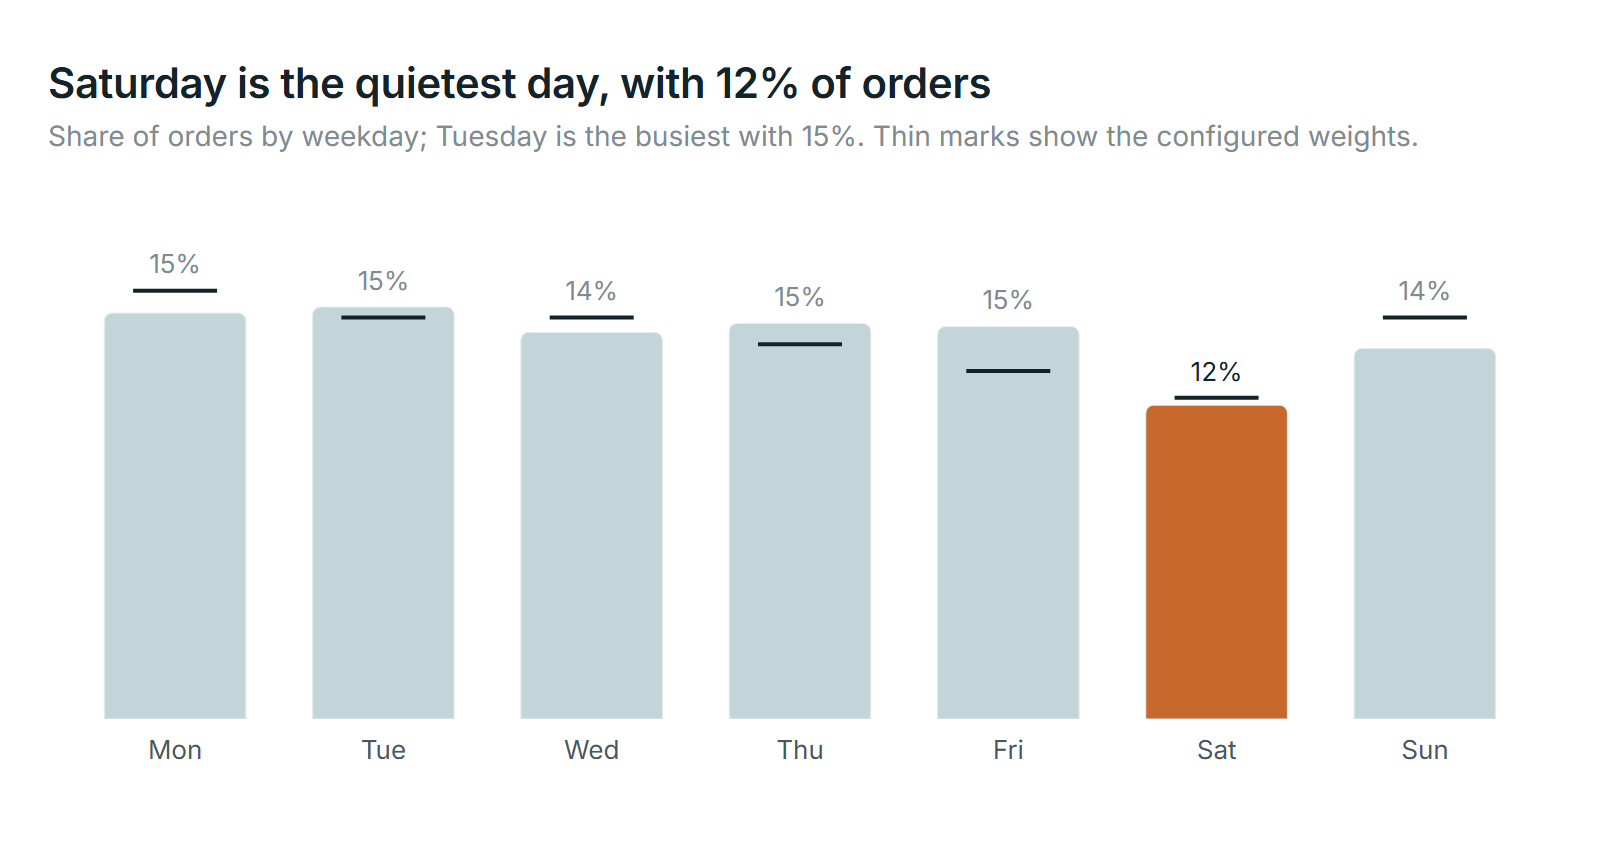 Saturday is the quietest day, with 12% of orders
Share of orders by weekday; Tuesday is the busiest with 15%. Thin marks show the configured weights.
15%
15%
14%
15%
15%
12%
14%
Mon
Tue
Wed
Thu
Fri
Sat
Sun